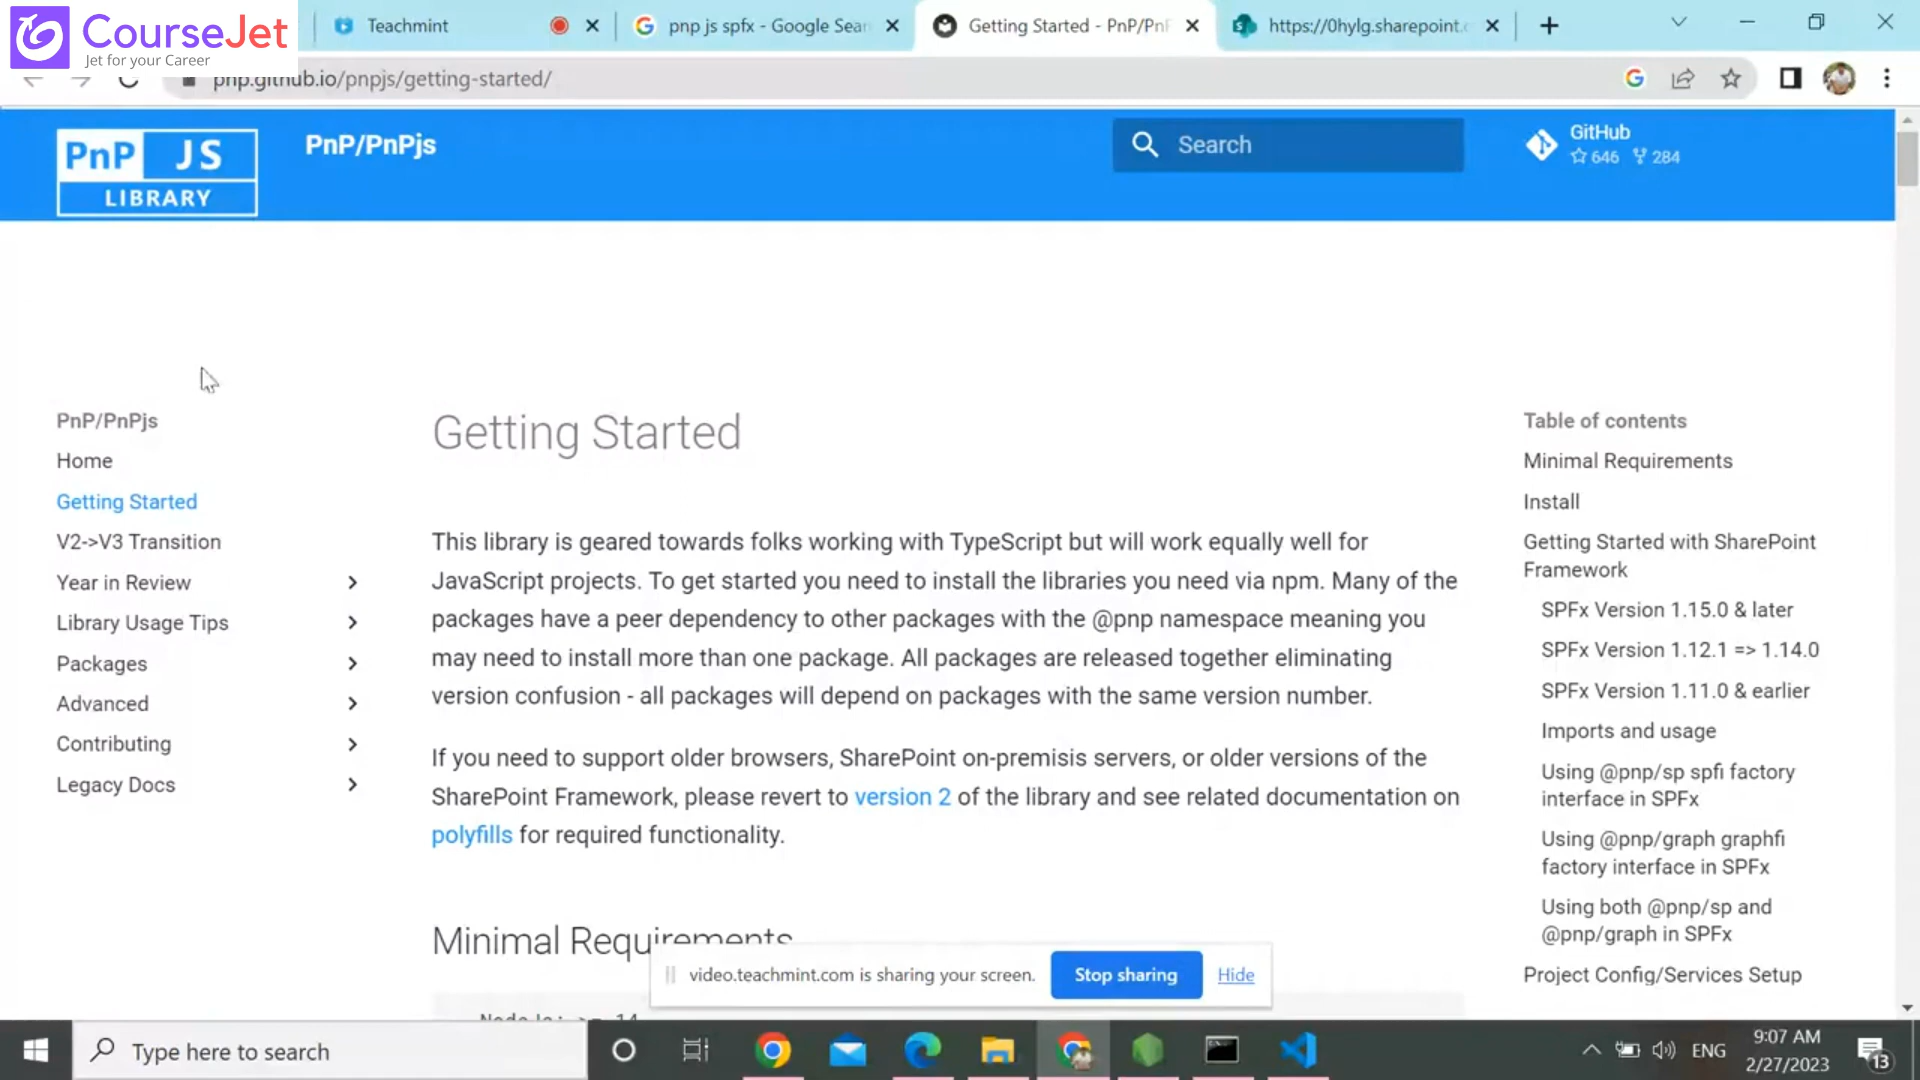 CourseJet
Jet for your Career
Teachmint
pnp js spfx - Google Sear
Getting Started - PnP/PnP
https://0hylg.sharepoint.c
pnp.github.io/pnpjs/getting-started/
PnP JS
LIBRARY
PnP/PnPjs
Search
GitHub
646 284
PnP/PnPjs
Home
Getting Started
V2->V3 Transition
Year in Review
Library Usage Tips
Packages
Advanced
Contributing
Legacy Docs
Getting Started
This library is geared towards folks working with TypeScript but will work equally well for
JavaScript projects. To get started you need to install the libraries you need via npm. Many of the
packages have a peer dependency to other packages with the @pnp namespace meaning you
may need to install more than one package. All packages are released together eliminating
version confusion - all packages will depend on packages with the same version number.
If you need to support older browsers, SharePoint on-premisis servers, or older versions of the
SharePoint Framework, please revert to version 2 of the library and see related documentation on
polyfills for required functionality.
Minimal Requirements
Table of contents
Minimal Requirements
Install
Getting Started with SharePoint
Framework
SPFx Version 1.15.0 & later
SPFx Version 1.12.1 => 1.14.0
SPFx Version 1.11.0 & earlier
Imports and usage
Using @pnp/sp spfi factory
interface in SPFx
Using @pnp/graph graphfi
factory interface in SPFx
Using both @pnp/sp and
@pnp/graph in SPFx
Project Config/Services Setup
video.teachmint.com is sharing your screen.
Stop sharing
Hide
Type here to search
ENG
9:07 AM
2/27/2023
13